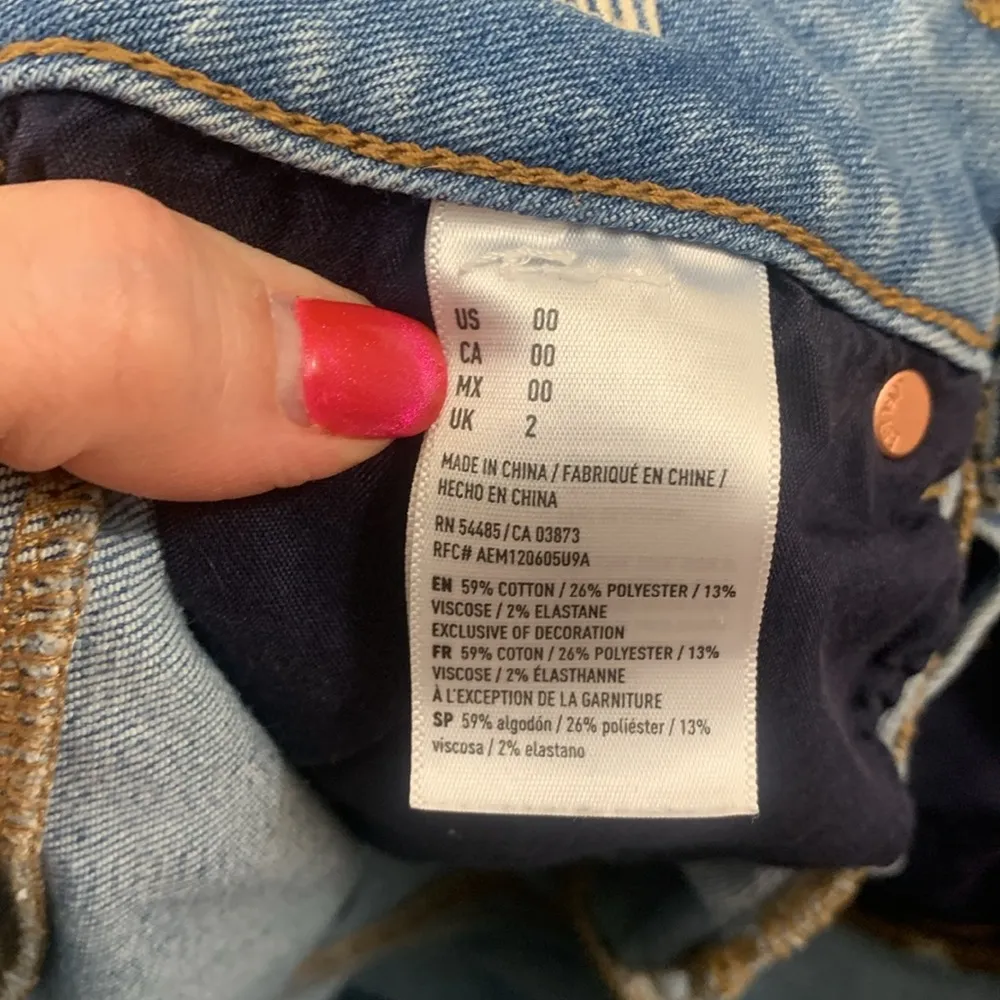 US 00
CA 00
MX 00
UK 2
MADE IN CHINA / FABRIQUÉ EN CHINE /
HECHO EN CHINA
RN 54485/CA 03873
RFC# AEM120605U9A
EN 59% COTTON / 26% POLYESTER / 13%
VISCOSE / 2% ELASTANE
EXCLUSIVE OF DECORATION
FR 59% COTON / 26% POLYESTER / 13%
VISCOSE / 2% ÉLASTHANNE
À L'EXCEPTION DE LA GARNITURE
SP 59% algodón / 26% poliéster / 13%
viscosa / 2% elastano